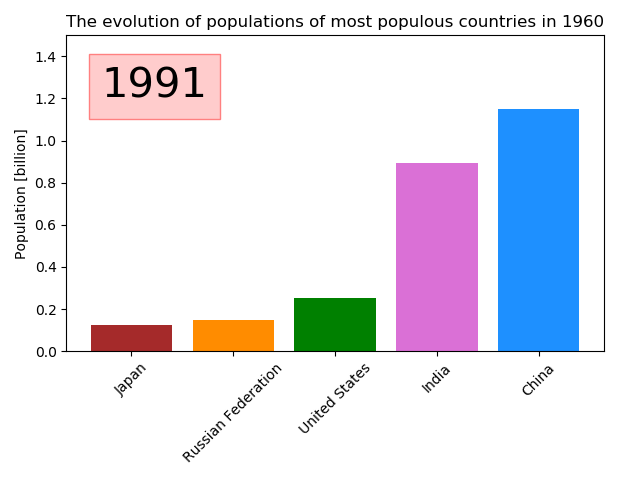 The evolution of populations of most populous countries in 1960
1991
Population [billion]
1.4
1.2
1.0
0.8
0.6
0.4
0.2
0.0
Japan
Russian Federation
United States
India
China